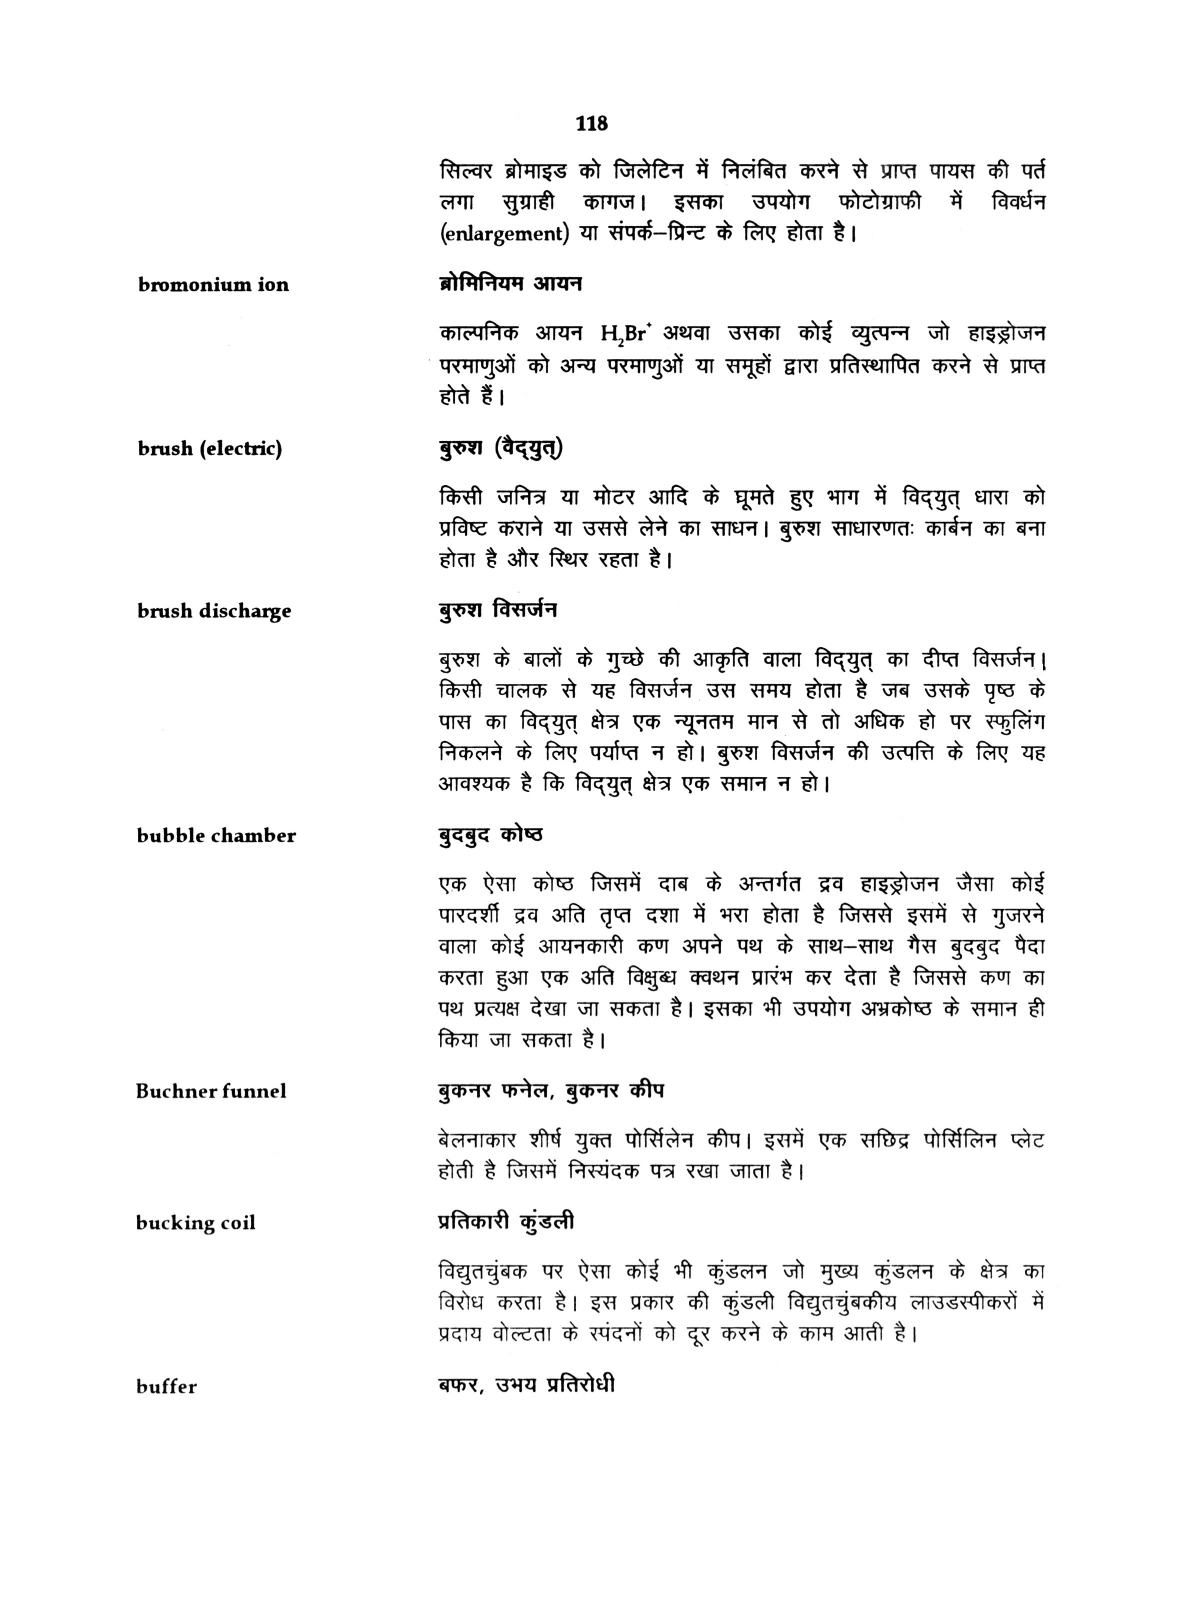 118
सिल्वर ब्रोमाइड को जिलेटिन में निलंबित करने से प्राप्त पायस की पर्त
लगा सुग्राही कागज। इसका उपयोग फोटोग्राफी में विवर्धन
(enlargement) या संपर्क–प्रिन्ट के लिए होता है।
bromonium ion ब्रोमिनियम आयन
काल्पनिक आयन H₂Br⁺ अथवा उसका कोई व्युत्पन्न जो हाइड्रोजन
परमाणुओं को अन्य परमाणुओं या समूहों द्वारा प्रतिस्थापित करने से प्राप्त
होते हैं।
brush (electric) बुरुश (वैद्युत्)
किसी जनित्र या मोटर आदि के घूमते हुए भाग में विद्युत् धारा को
प्रविष्ट कराने या उससे लेने का साधन। बुरुश साधारणतः कार्बन का बना
होता है और स्थिर रहता है।
brush discharge बुरुश विसर्जन
बुरुश के बालों के गुच्छे की आकृति वाला विद्युत् का दीप्त विसर्जन।
किसी चालक से यह विसर्जन उस समय होता है जब उसके पृष्ठ के
पास का विद्युत् क्षेत्र एक न्यूनतम मान से तो अधिक हो पर स्फुलिंग
निकलने के लिए पर्याप्त न हो। बुरुश विसर्जन की उत्पत्ति के लिए यह
आवश्यक है कि विद्युत् क्षेत्र एक समान न हो।
bubble chamber बुदबुद कोष्ठ
एक ऐसा कोष्ठ जिसमें दाब के अन्तर्गत द्रव हाइड्रोजन जैसा कोई
पारदर्शी द्रव अति तृप्त दशा में भरा होता है जिससे इसमें से गुजरने
वाला कोई आयनकारी कण अपने पथ के साथ–साथ गैस बुदबुद पैदा
करता हुआ एक अति विक्षुब्ध क्वथन प्रारंभ कर देता है जिससे कण का
पथ प्रत्यक्ष देखा जा सकता है। इसका भी उपयोग अभ्रकोष्ठ के समान ही
किया जा सकता है।
Buchner funnel बुकनर फनेल, बुकनर कीप
बेलनाकार शीर्ष युक्त पोर्सिलेन कीप। इसमें एक सछिद्र पोर्सिलिन प्लेट
होती है जिसमें निस्यंदक पत्र रखा जाता है।
bucking coil प्रतिकारी कुंडली
विद्युतचुंबक पर ऐसा कोई भी कुंडलन जो मुख्य कुंडलन के क्षेत्र का
विरोध करता है। इस प्रकार की कुंडली विद्युतचुंबकीय लाउडस्पीकरों में
प्रदाय वोल्टता के स्पंदनों को दूर करने के काम आती है।
buffer बफर, उभय प्रतिरोधी